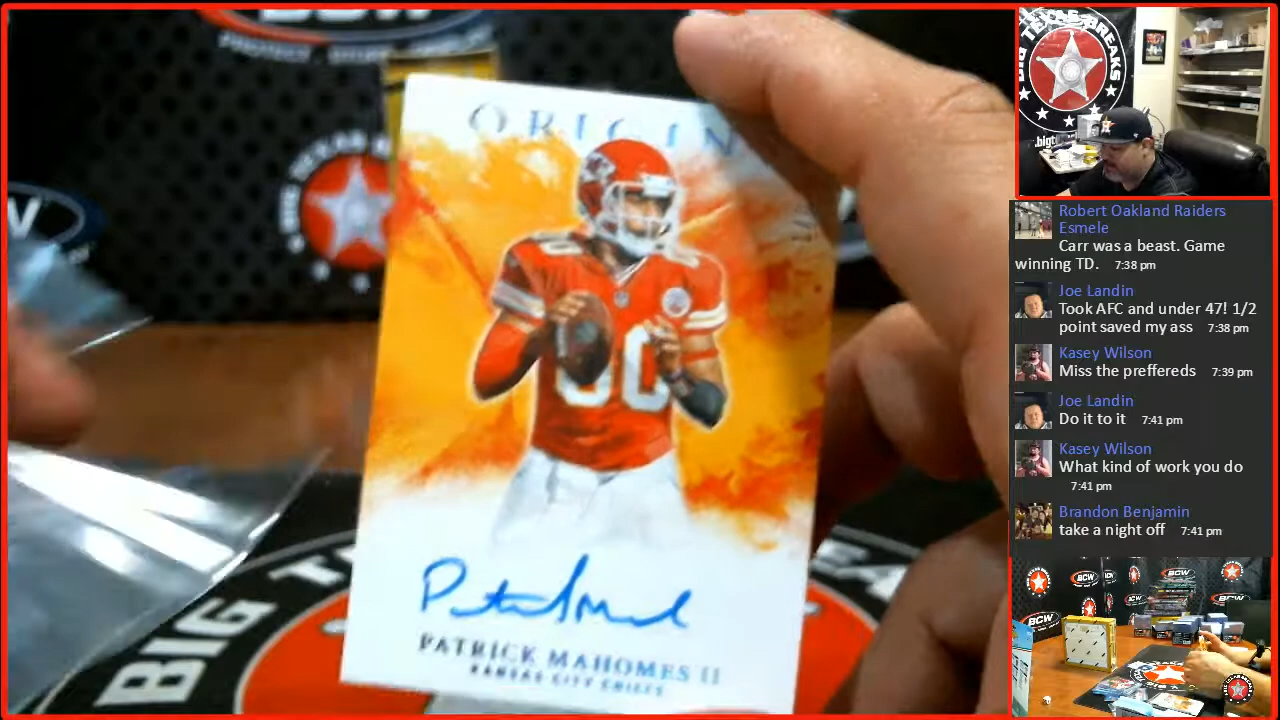 BCW
ORIGIN
PATRICK MAHOMES II
KANSAS CITY CHIEFS
BIG TEXAS BREAKS
Robert Oakland Raiders
Esmele
Carr was a beast. Game
winning TD. 7:38 pm
Joe Landin
Took AFC and under 47! 1/2
point saved my ass 7:38 pm
Kasey Wilson
Miss the preffereds 7:39 pm
Joe Landin
Do it to it 7:41 pm
Kasey Wilson
What kind of work you do
7:41 pm
Brandon Benjamin
take a night off 7:41 pm
BCW
BCW
BCW
BIG